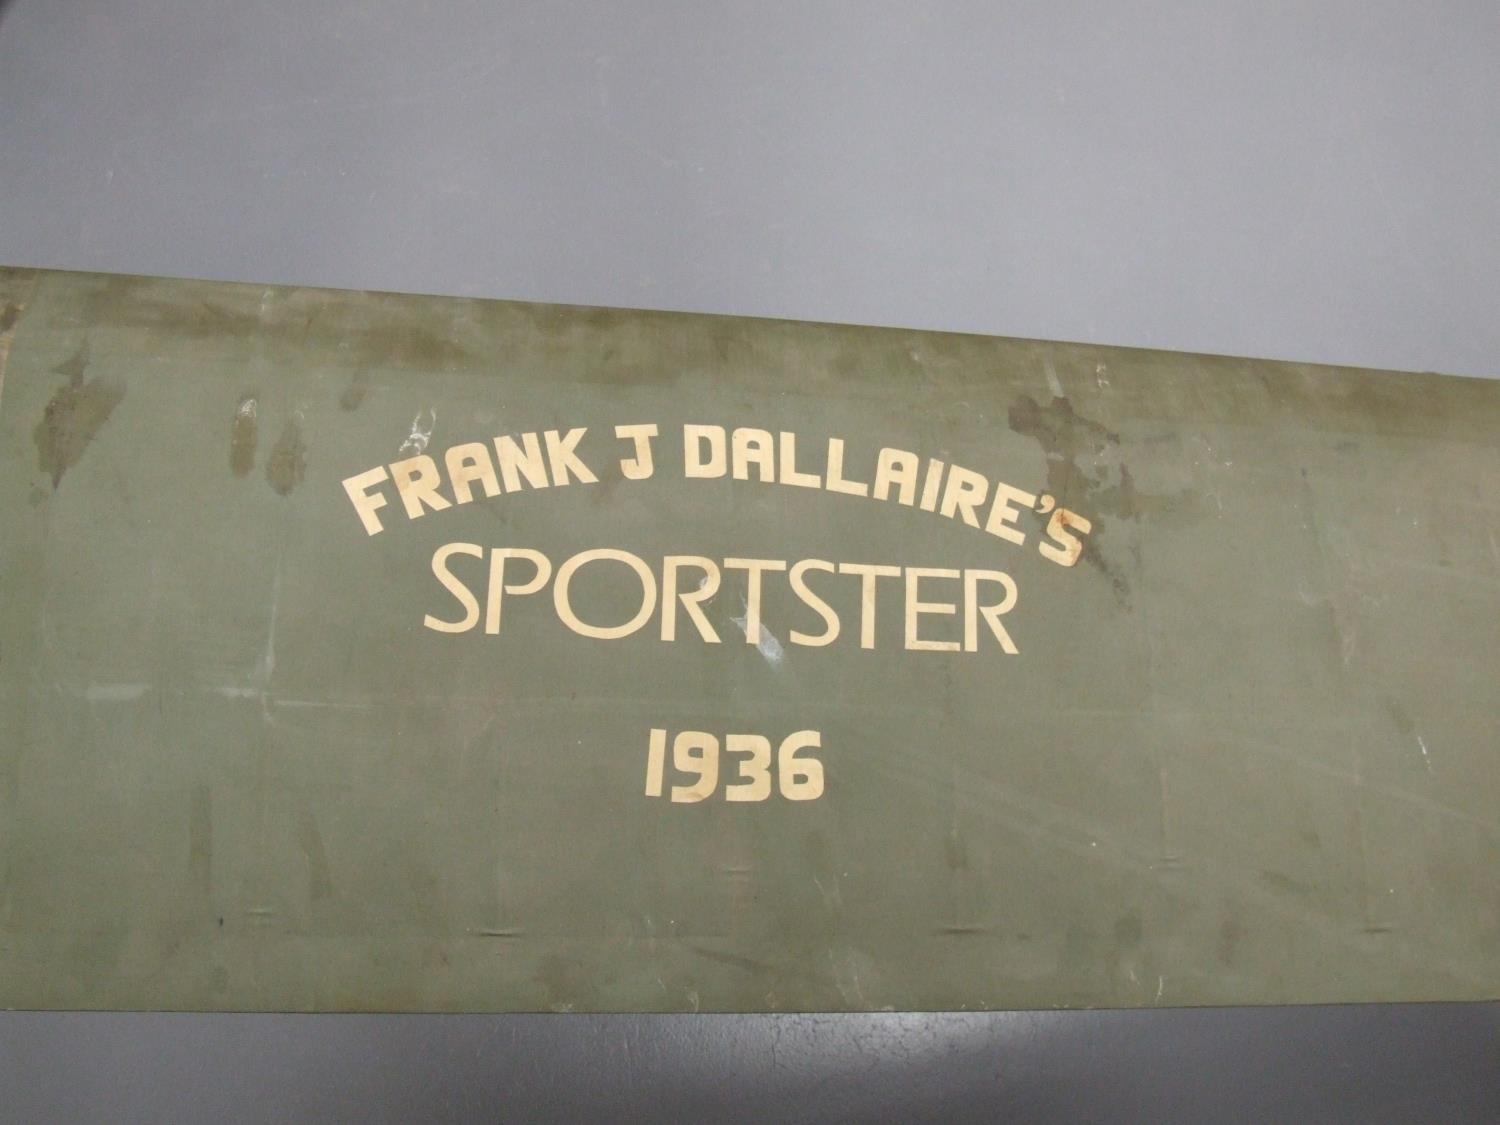 FRANK J DALLAIRE'S
SPORTSTER
1936